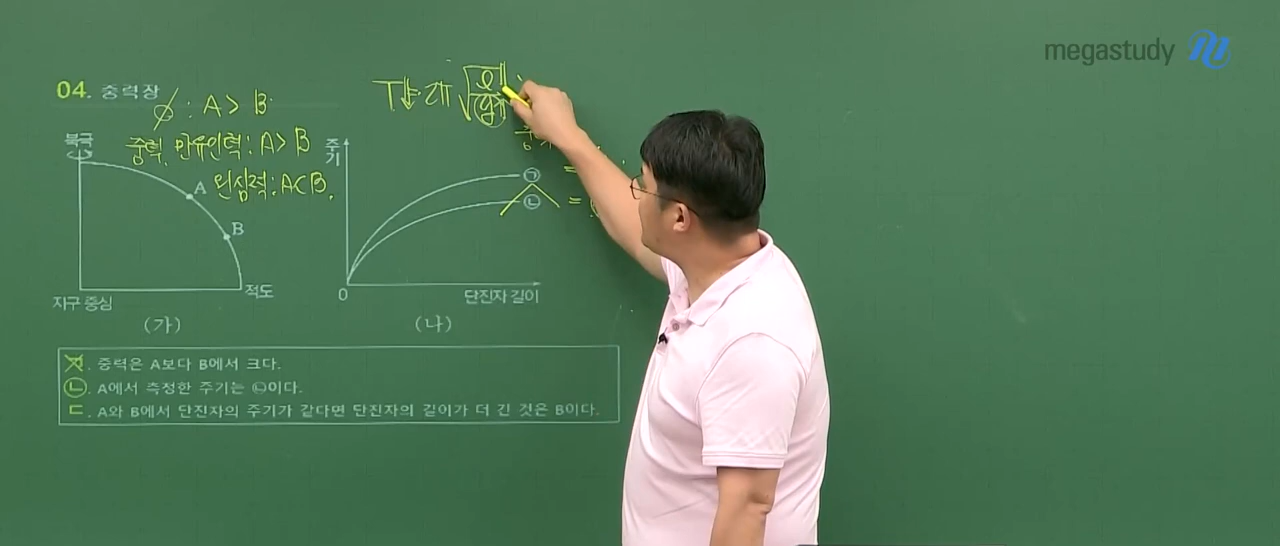 megastudy
04. 중력장
ϕ : A > B
중력, 만유인력 : A > B
원심력 : A < B.
T = 2π√(ℓ/g)
북극
A
B
적도
지구 중심
(가)
주기
㉠
㉡
=
=
0
단진자 길이
(나)
ㄱ. 중력은 A보다 B에서 크다.
ㄴ. A에서 측정한 주기는 ㉡이다.
ㄷ. A와 B에서 단진자의 주기가 같다면 단진자의 길이가 더 긴 것은 B이다.